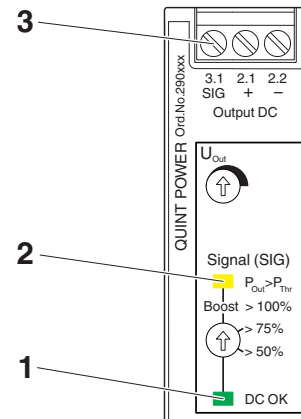 3
3.1 2.1 2.2
SIG + −
Output DC
QUINT POWER Ord.No.290xxx
U Out
Signal (SIG)
2
P Out > P Thr
Boost > 100%
> 75%
> 50%
1
DC OK